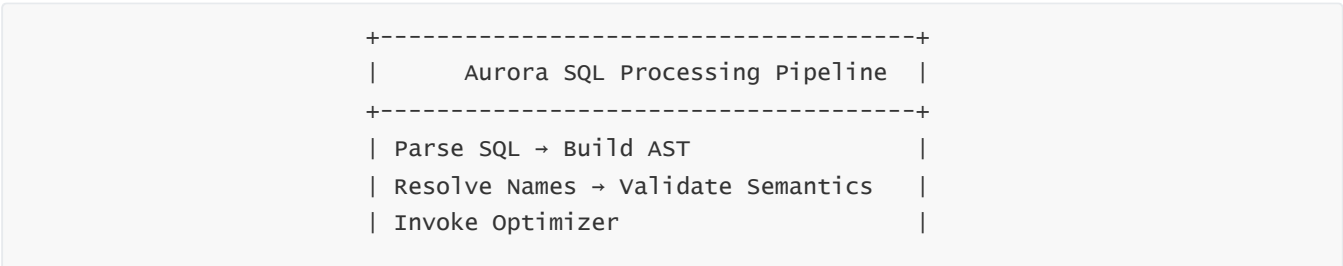 +--------------------------------------+
|      Aurora SQL Processing Pipeline  |
+--------------------------------------+
| Parse SQL → Build AST                |
| Resolve Names → Validate Semantics   |
| Invoke Optimizer                     |